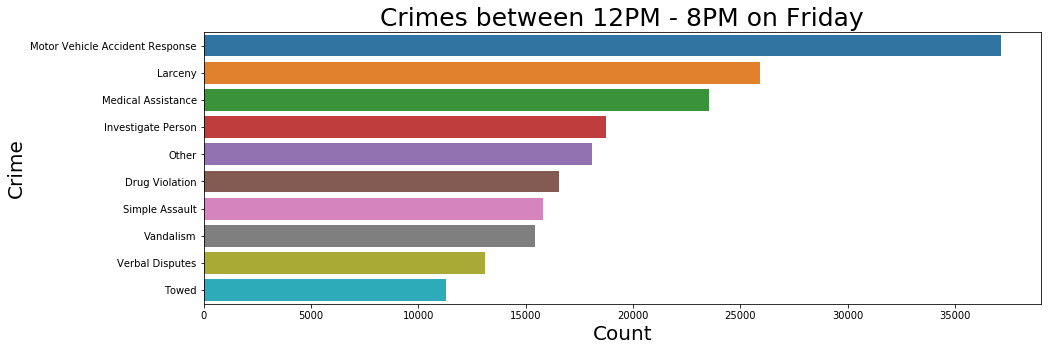 Crimes between 12PM - 8PM on Friday
Crime
Motor Vehicle Accident Response
Larceny
Medical Assistance
Investigate Person
Other
Drug Violation
Simple Assault
Vandalism
Verbal Disputes
Towed
0 5000 10000 15000 20000 25000 30000 35000
Count